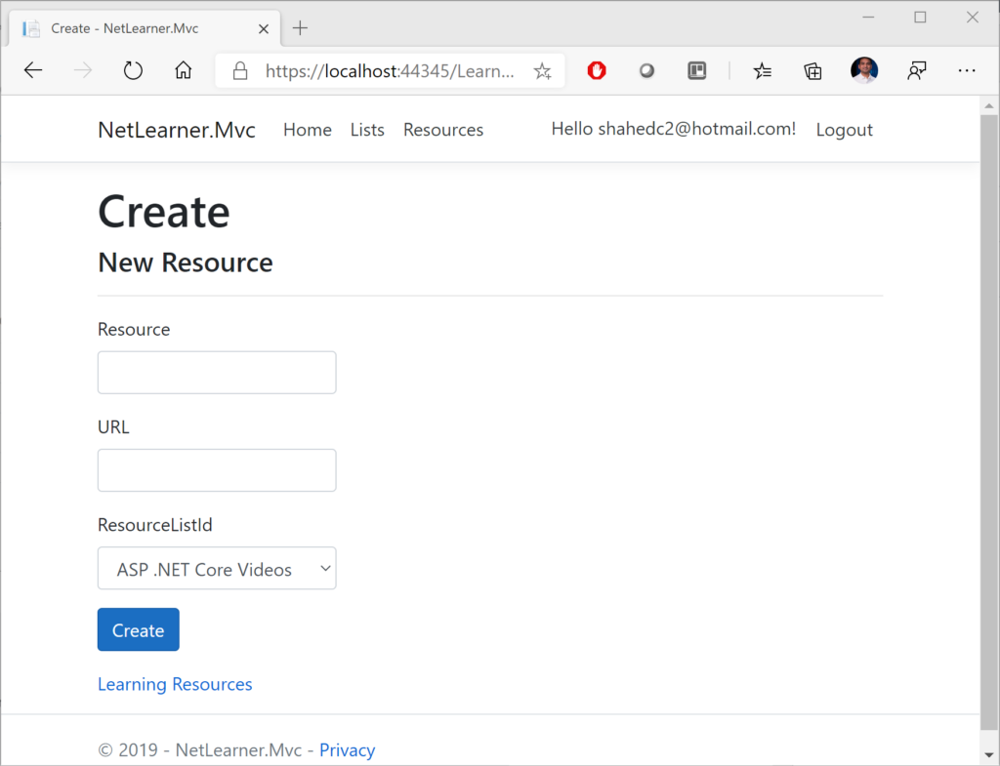 Create - NetLearner.Mvc
https://localhost:44345/Learn...
NetLearner.Mvc Home Lists Resources Hello shahedc2@hotmail.com! Logout
Create
New Resource
Resource
URL
ResourceListId
ASP .NET Core Videos
Create
Learning Resources
© 2019 - NetLearner.Mvc - Privacy